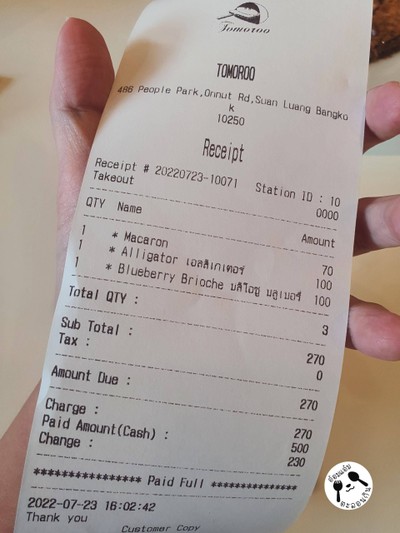 Tomoroo
TOMOROO
486 People Park,Onnut Rd,Suan Luang Bangko
k
10250
Receipt
Receipt # 20220723-10071 Station ID : 10
Takeout 0000
QTY Name Amount
1 * Macaron 70
1 * Alligator เอลลิเกเทอร์ 100
1 * Blueberry Brioche บลิโอซู บลูเบอรี่ 100
Total QTY : 3
Sub Total : 270
Tax : 0
Amount Due : 270
Charge : 270
Paid Amount(Cash) : 500
Change : 230
**************** Paid Full ****************
2022-07-23 16:02:42
Thank you
Customer Copy